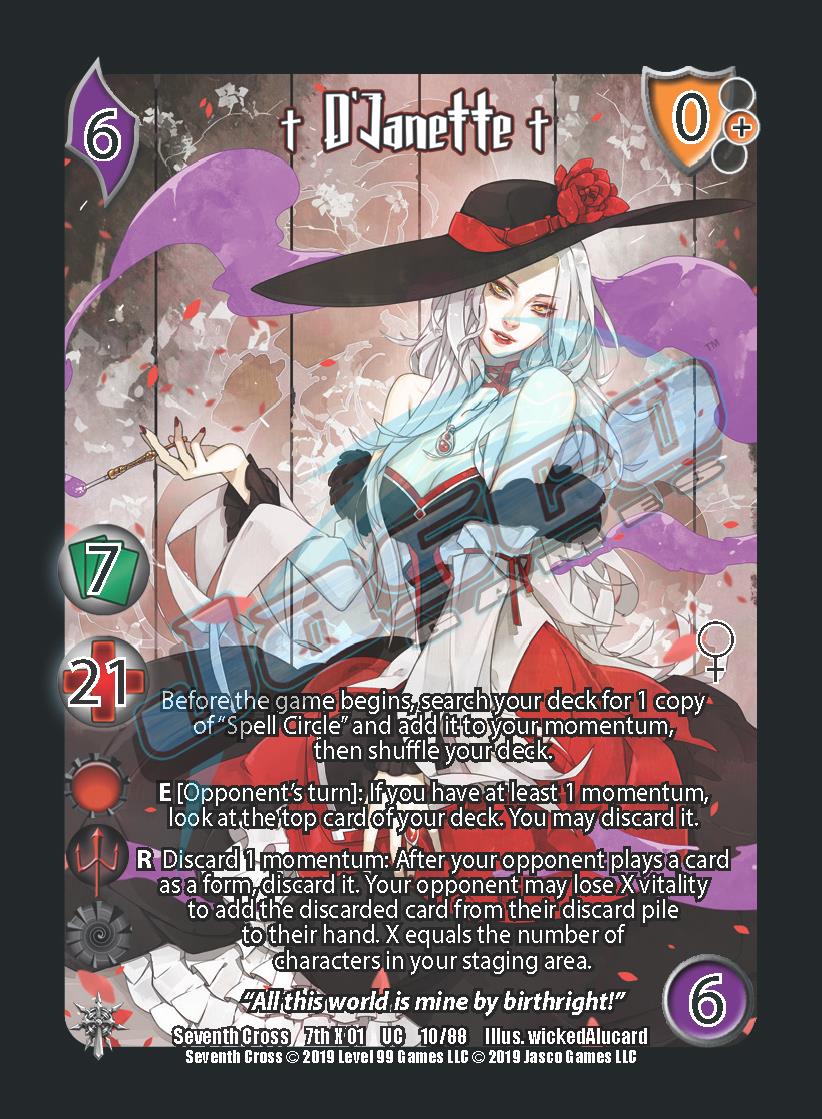 6
† D'Janette †
0
+
7
21
Before the game begins, search your deck for 1 copy
of “Spell Circle” and add it to your momentum,
then shuffle your deck.
E [Opponent's turn]: If you have at least 1 momentum,
look at the top card of your deck. You may discard it.
R Discard 1 momentum: After your opponent plays a card
as a form, discard it. Your opponent may lose X vitality
to add the discarded card from their discard pile
to their hand. X equals the number of
characters in your staging area.
“All this world is mine by birthright!”
6
Seventh Cross 7th X 01 UC 10/88 Illus. wickedAlucard
Seventh Cross © 2019 Level 99 Games LLC © 2019 Jasco Games LLC
JASCO
GAMES
TM